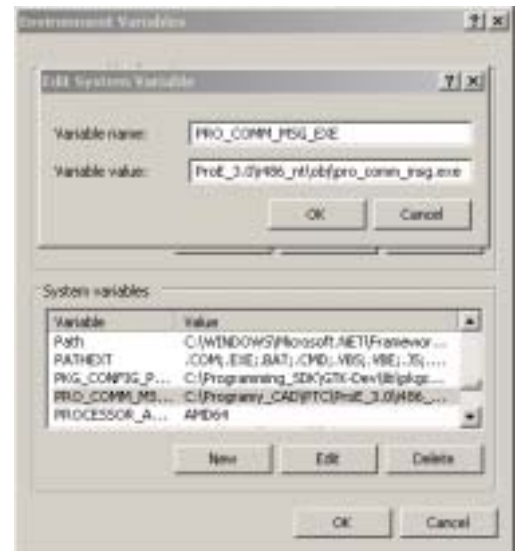 Environment Variables
Edit System Variable
Variable name: PRO_COMM_MSG_EXE
Variable value: ProE_3.0\i486_nt\obj\pro_comm_msg.exe
OK Cancel
System variables
Variable Value
Path C:\WINDOWS\Microsoft.NET\Framewor...
PATHEXT .COM;.EXE;.BAT;.CMD;.VBS;.VBE;.JS;....
PKG_CONFIG_P... C:\Programming_SDK\GTK-Dev\lib\pkgc...
PRO_COMM_MS... C:\Programy_CAD\PTC\ProE_3.0\i486_...
PROCESSOR_A... AMD64
New Edit Delete
OK Cancel